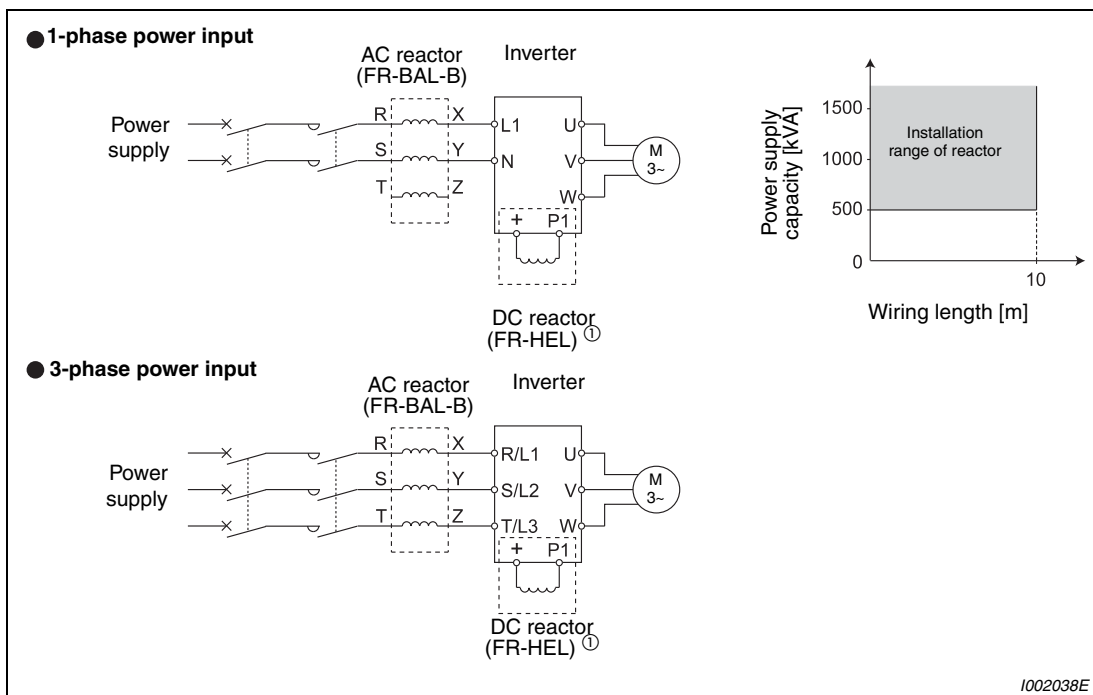 ● 1-phase power input
AC reactor
(FR-BAL-B)
Inverter
Power
supply
R X
S Y
T Z
L1
N
U
V
W
M
3~
+ P1
DC reactor
(FR-HEL) ①
Power supply
capacity [kVA]
1500
1000
500
0
Installation
range of reactor
10
Wiring length [m]
● 3-phase power input
AC reactor
(FR-BAL-B)
Inverter
Power
supply
R X
S Y
T Z
R/L1
S/L2
T/L3
U
V
W
M
3~
+ P1
DC reactor
(FR-HEL) ①
I002038E